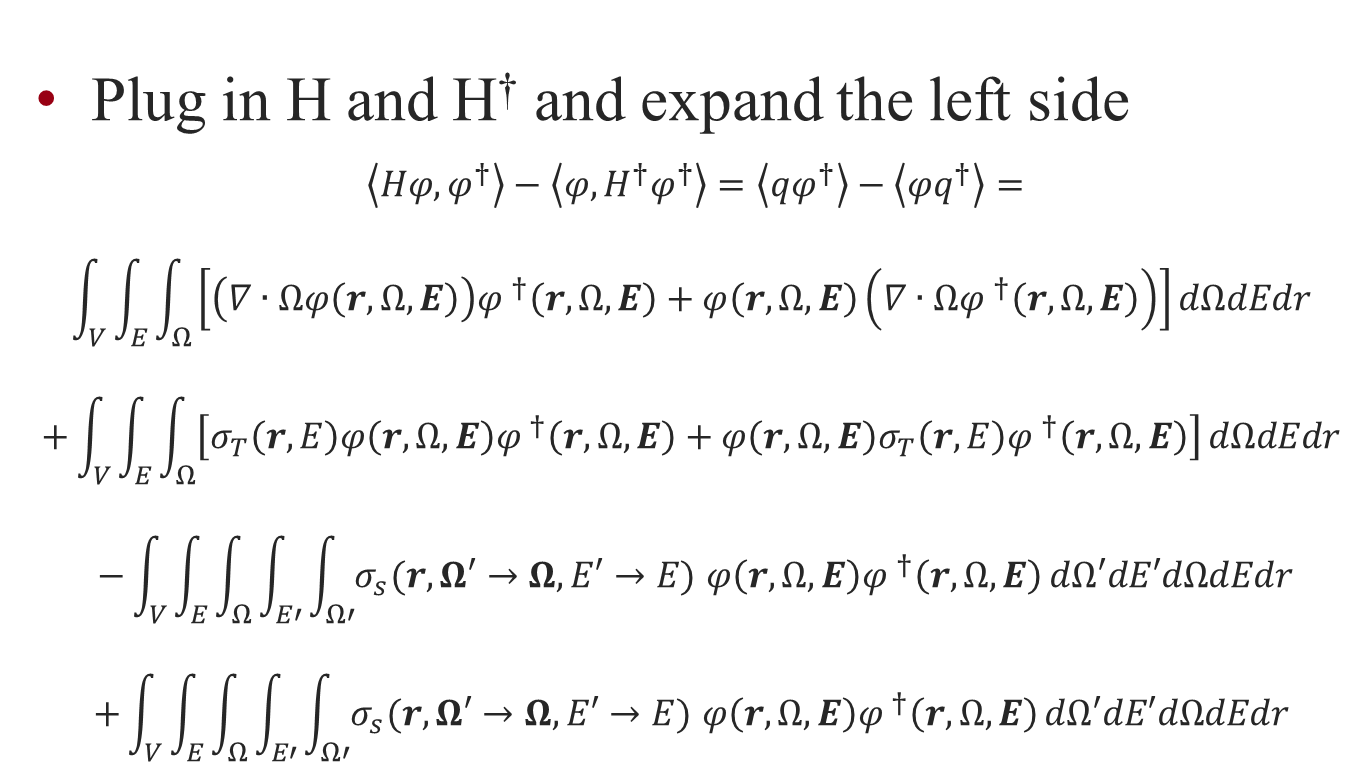 • Plug in H and H† and expand the left side
⟨Hφ, φ†⟩ − ⟨φ, H†φ†⟩ = ⟨qφ†⟩ − ⟨φq†⟩ =
∫_V ∫_E ∫_Ω [(∇ · Ωφ(r, Ω, E))φ †(r, Ω, E) + φ(r, Ω, E) (∇ · Ωφ †(r, Ω, E))] dΩdEdr
+ ∫_V ∫_E ∫_Ω [σ_T(r, E)φ(r, Ω, E)φ †(r, Ω, E) + φ(r, Ω, E)σ_T(r, E)φ †(r, Ω, E)] dΩdEdr
− ∫_V ∫_E ∫_Ω ∫_E′ ∫_Ω′ σ_s(r, Ω′ → Ω, E′ → E) φ(r, Ω, E)φ †(r, Ω, E) dΩ′dE′dΩdEdr
+ ∫_V ∫_E ∫_Ω ∫_E′ ∫_Ω′ σ_s(r, Ω′ → Ω, E′ → E) φ(r, Ω, E)φ †(r, Ω, E) dΩ′dE′dΩdEdr